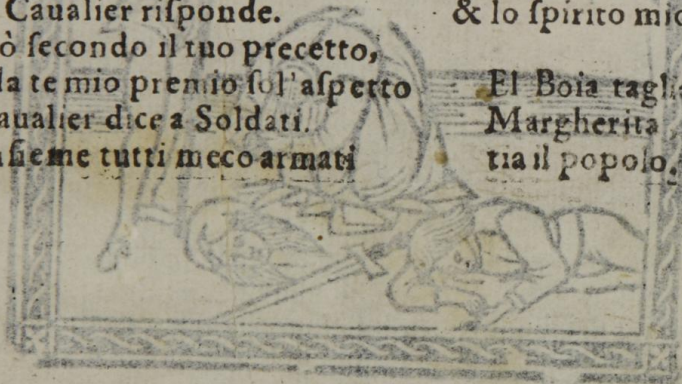 Caualier riſponde.
ò ſecondo il tuo precetto,
da te mio premio ſol'aſpetto
aualier dice a Soldati.
nſieme tutti meco armati
& lo ſpirito mio
El Boia tagli
Margherita,
tia il popolo.